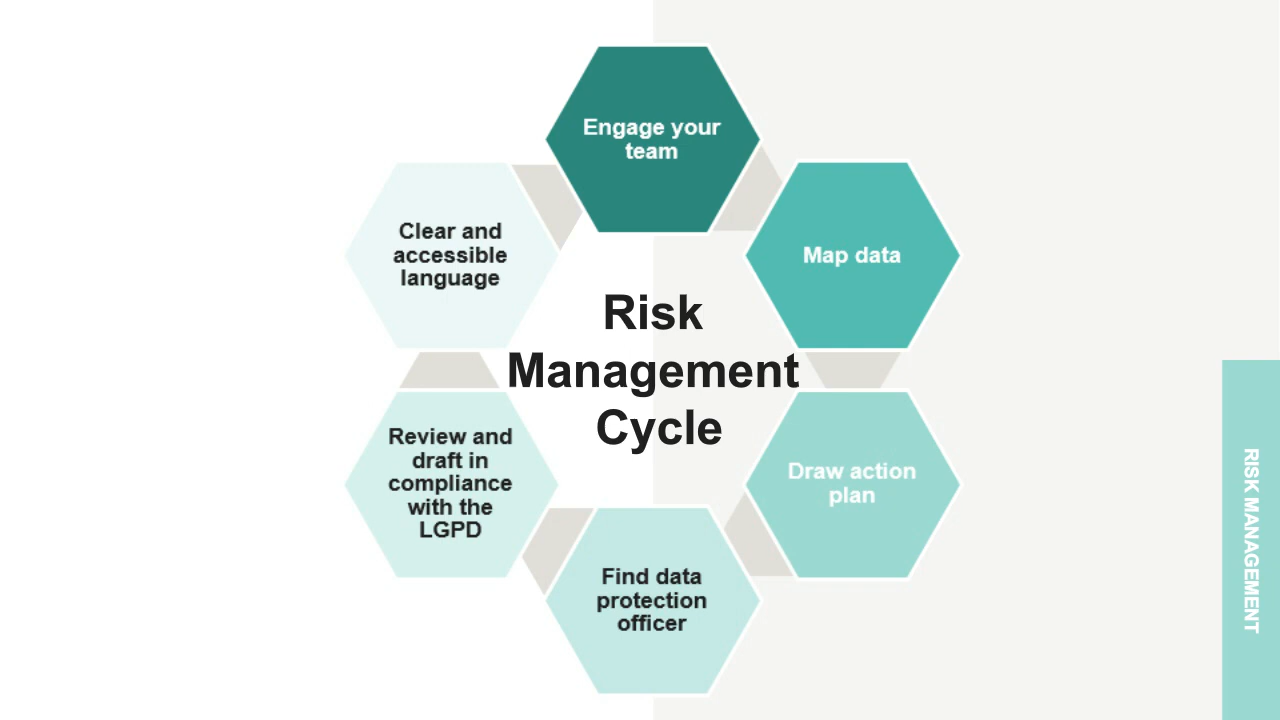 Engage your
team
Map data
Draw action
plan
Find data
protection
officer
Review and
draft in
compliance
with the
LGPD
Clear and
accessible
language
Risk
Management
Cycle
RISK MANAGEMENT